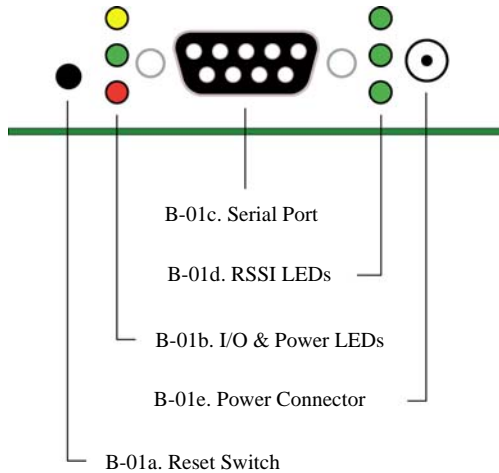 B-01c. Serial Port
B-01d. RSSI LEDs
B-01b. I/O & Power LEDs
B-01e. Power Connector
B-01a. Reset Switch